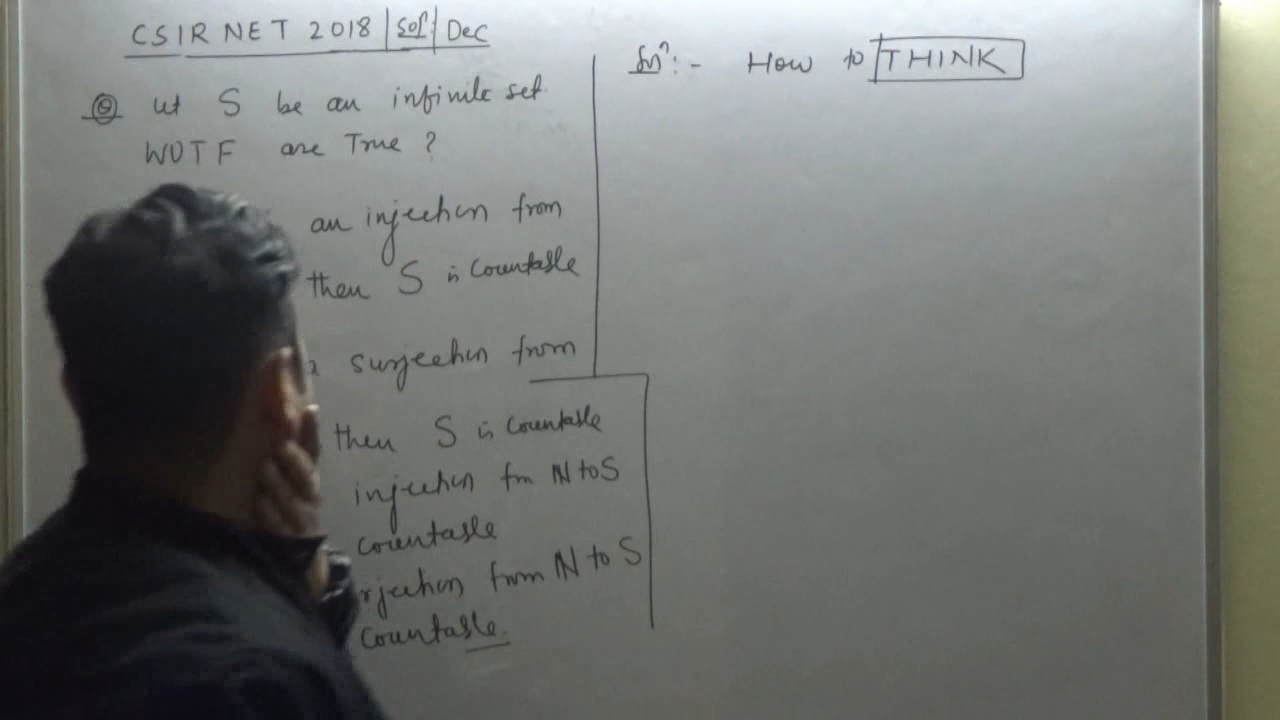 CSIR NET 2018 | Sol | Dec
Q Let S be an infinite set.
WOTF are True ?
an injection from
then S is Countable
surjection from
then S is Countable
injection fm ℕ to S
countable
rjection from ℕ to S
Countable.
Sol^n :- How to THINK